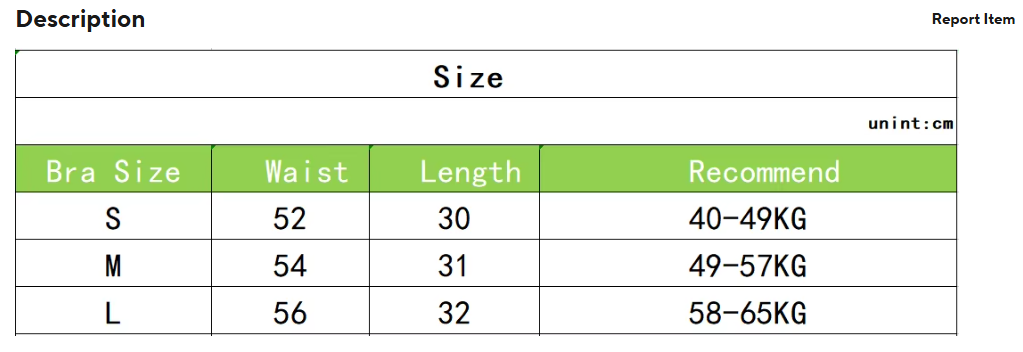 Description
Report Item
Size
unint:cm
Bra Size Waist Length Recommend
S 52 30 40-49KG
M 54 31 49-57KG
L 56 32 58-65KG